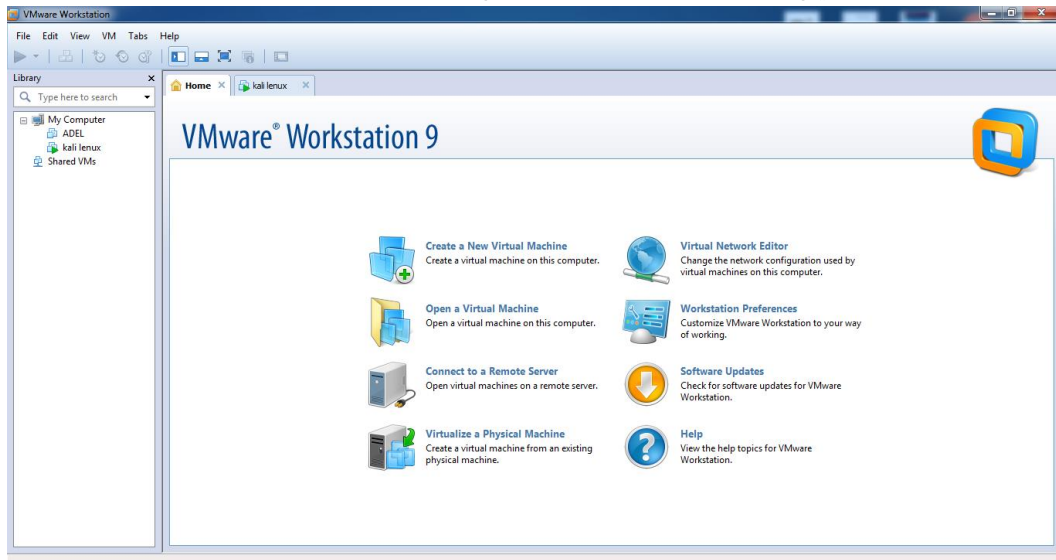 VMware Workstation
File Edit View VM Tabs Help
Library
Home
kali lenux
Type here to search
My Computer
ADEL
kali lenux
Shared VMs
VMware® Workstation 9
Create a New Virtual Machine
Create a virtual machine on this computer.
Open a Virtual Machine
Open a virtual machine on this computer.
Connect to a Remote Server
Open virtual machines on a remote server.
Virtualize a Physical Machine
Create a virtual machine from an existing
physical machine.
Virtual Network Editor
Change the network configuration used by
virtual machines on this computer.
Workstation Preferences
Customize VMware Workstation to your way
of working.
Software Updates
Check for software updates for VMware
Workstation.
Help
View the help topics for VMware
Workstation.